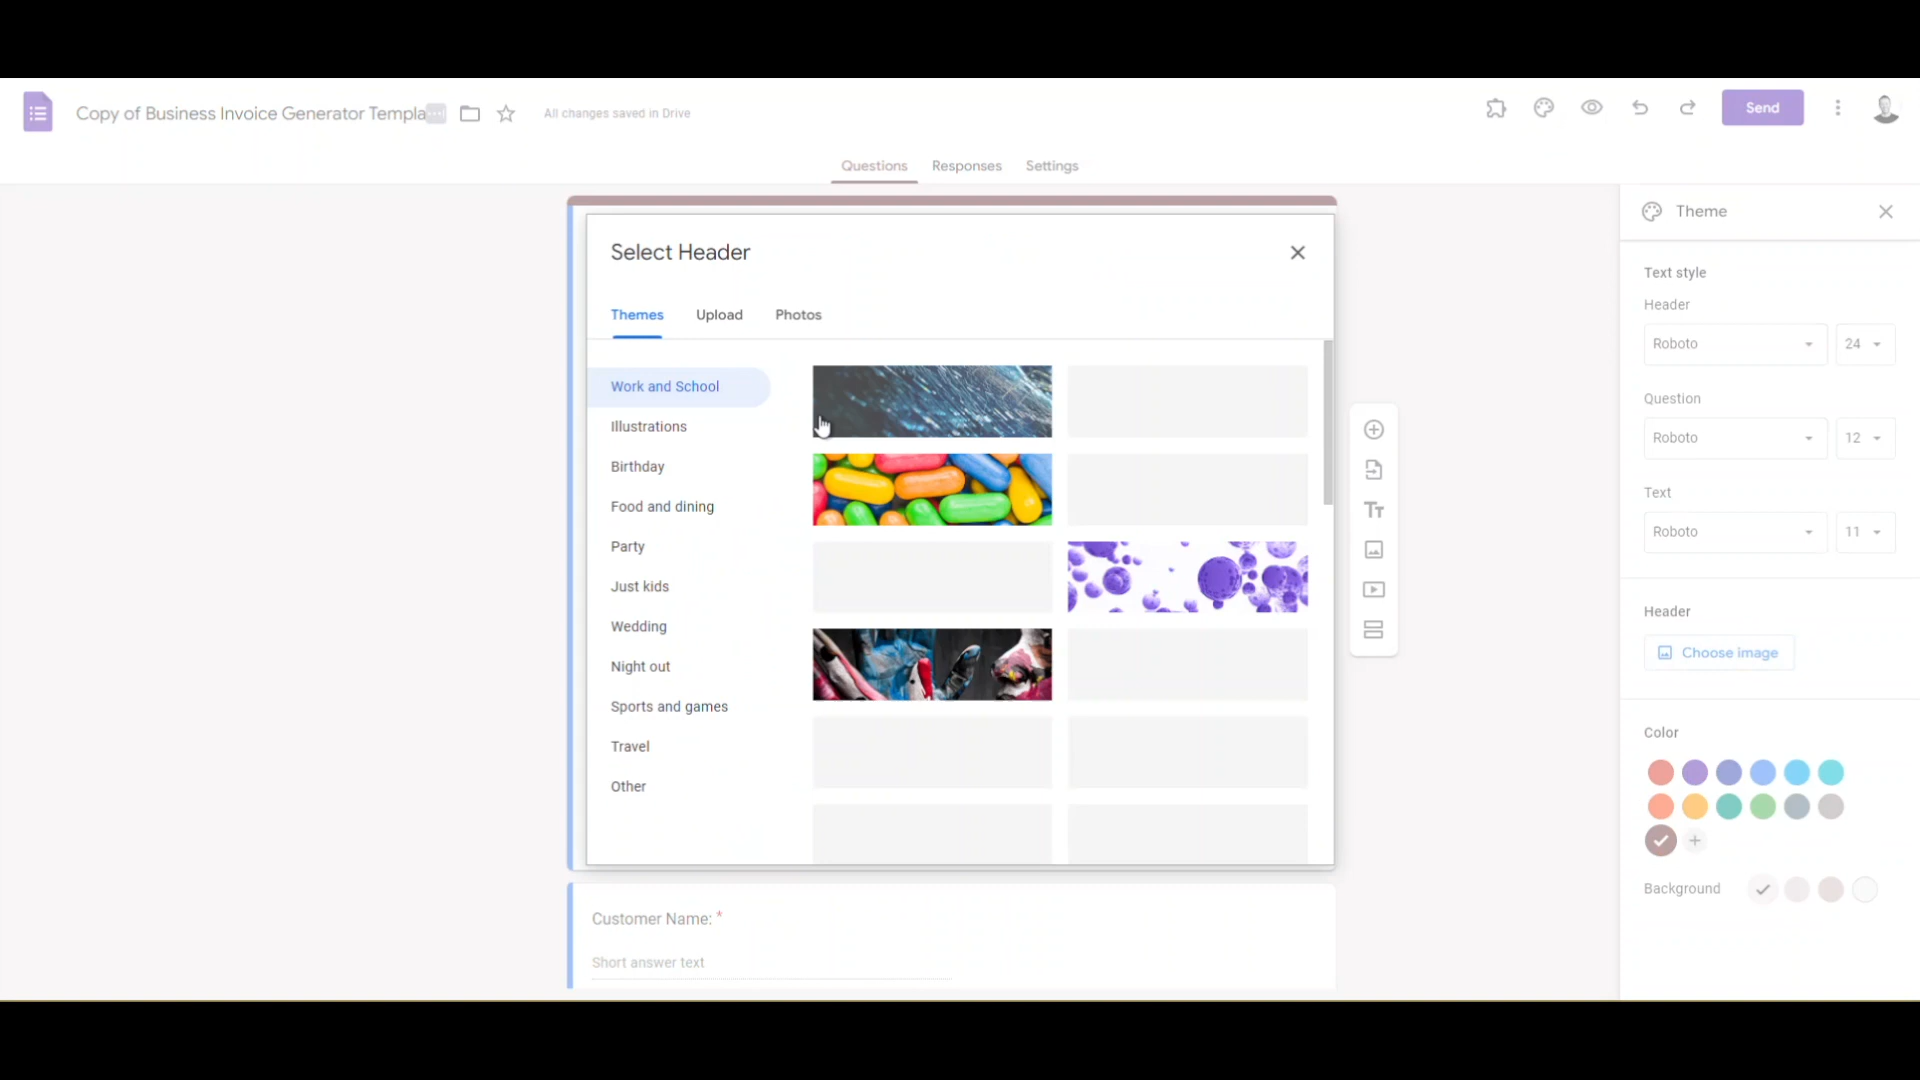 Copy of Business Invoice Generator Templa
All changes saved in Drive
Send
Questions Responses Settings
Select Header
Themes Upload Photos
Work and School
Illustrations
Birthday
Food and dining
Party
Just kids
Wedding
Night out
Sports and games
Travel
Other
Customer Name: *
Short answer text
Theme
Text style
Header
Roboto 24
Question
Roboto 12
Text
Roboto 11
Header
Choose image
Color
Background